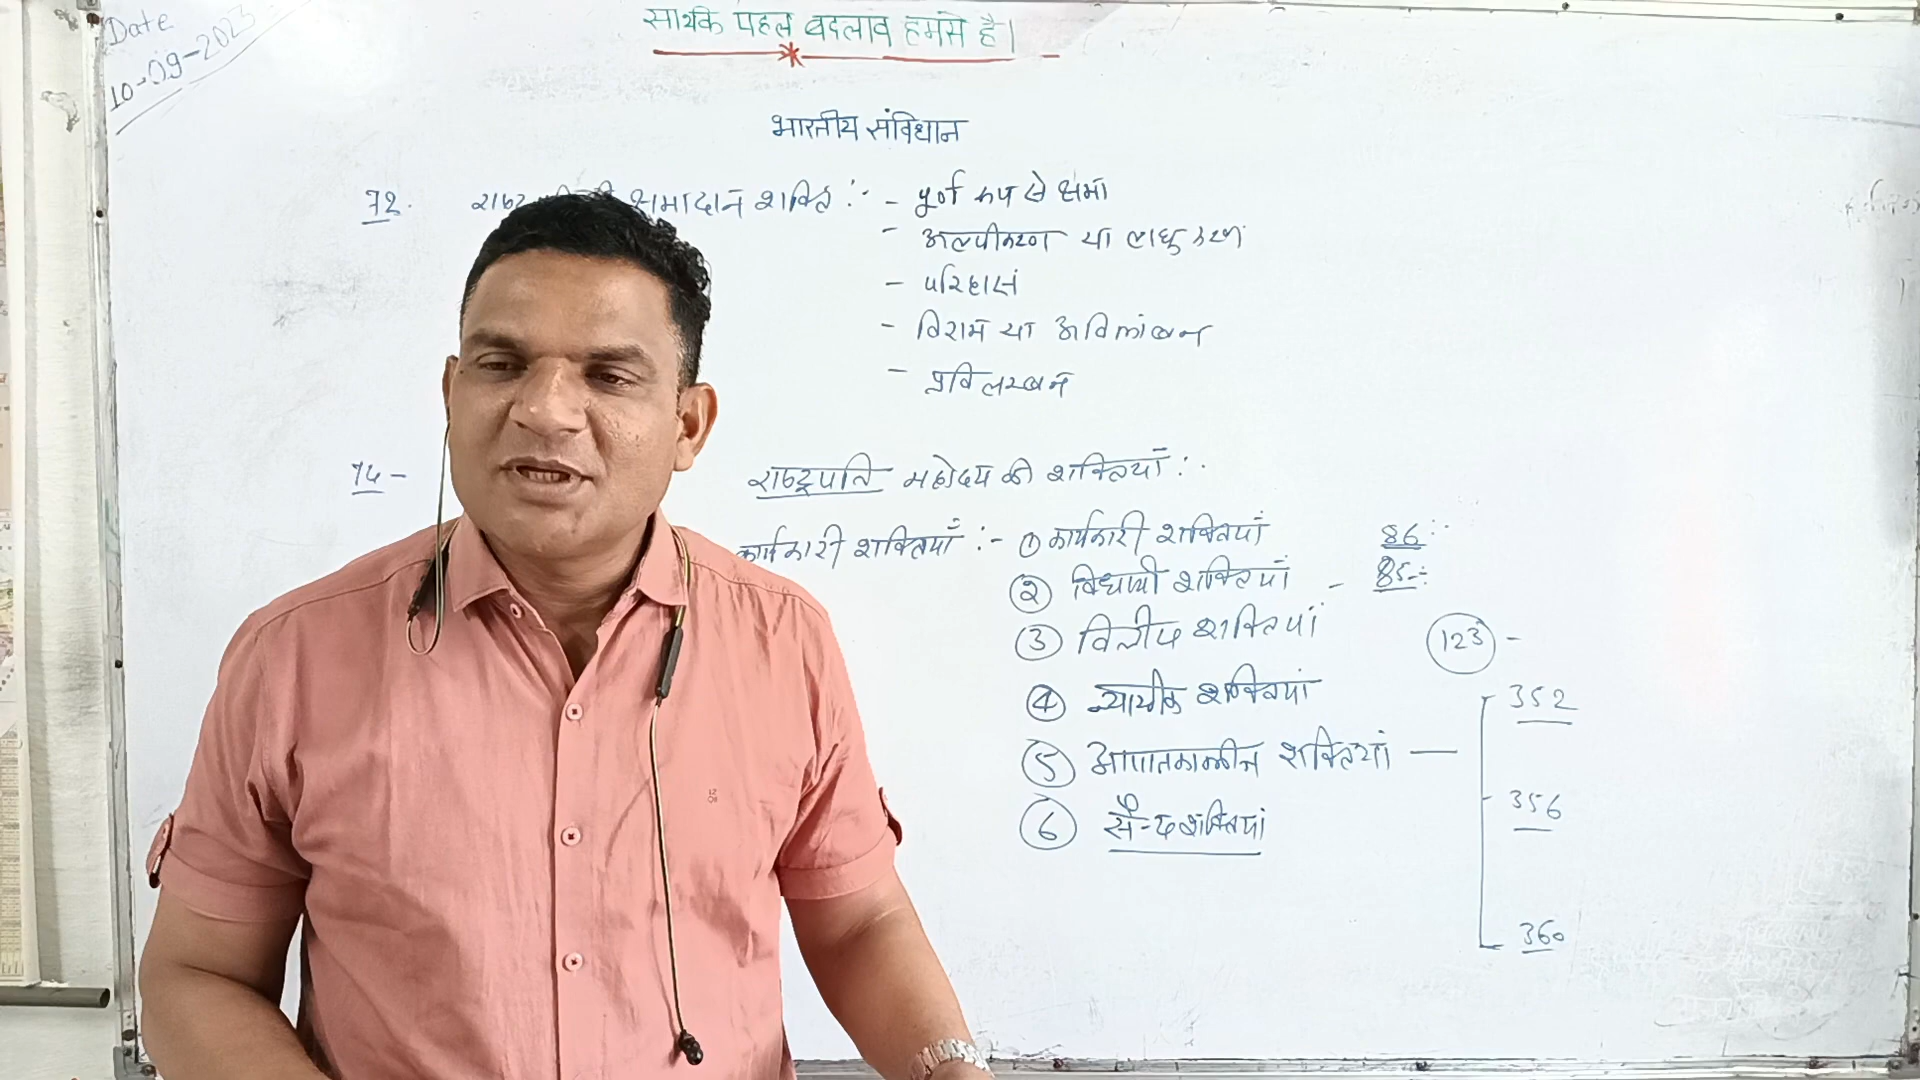 Date
10-09-2023
सार्थक पहल बदलाव हमसे है।
भारतीय संविधान
72. क्षमादान शक्ति :- - पूर्ण रूप से क्षमा
- अल्पीकरण या लघुकरण
- परिहास
- विराम या अविलंबन
- प्रविलम्बन
74 - राष्ट्रपति महोदय की शक्तियाँ :-
कार्यकारी शक्तियाँ :- ① कार्यकारी शक्तियां 86 :-
② विधायी शक्तियां - 85 -:
③ वित्तीय शक्तियां 123 -
④ न्यायीक शक्तियां 352
⑤ आपातकालीन शक्तियां — 356
⑥ सैन्य शक्तियां
360